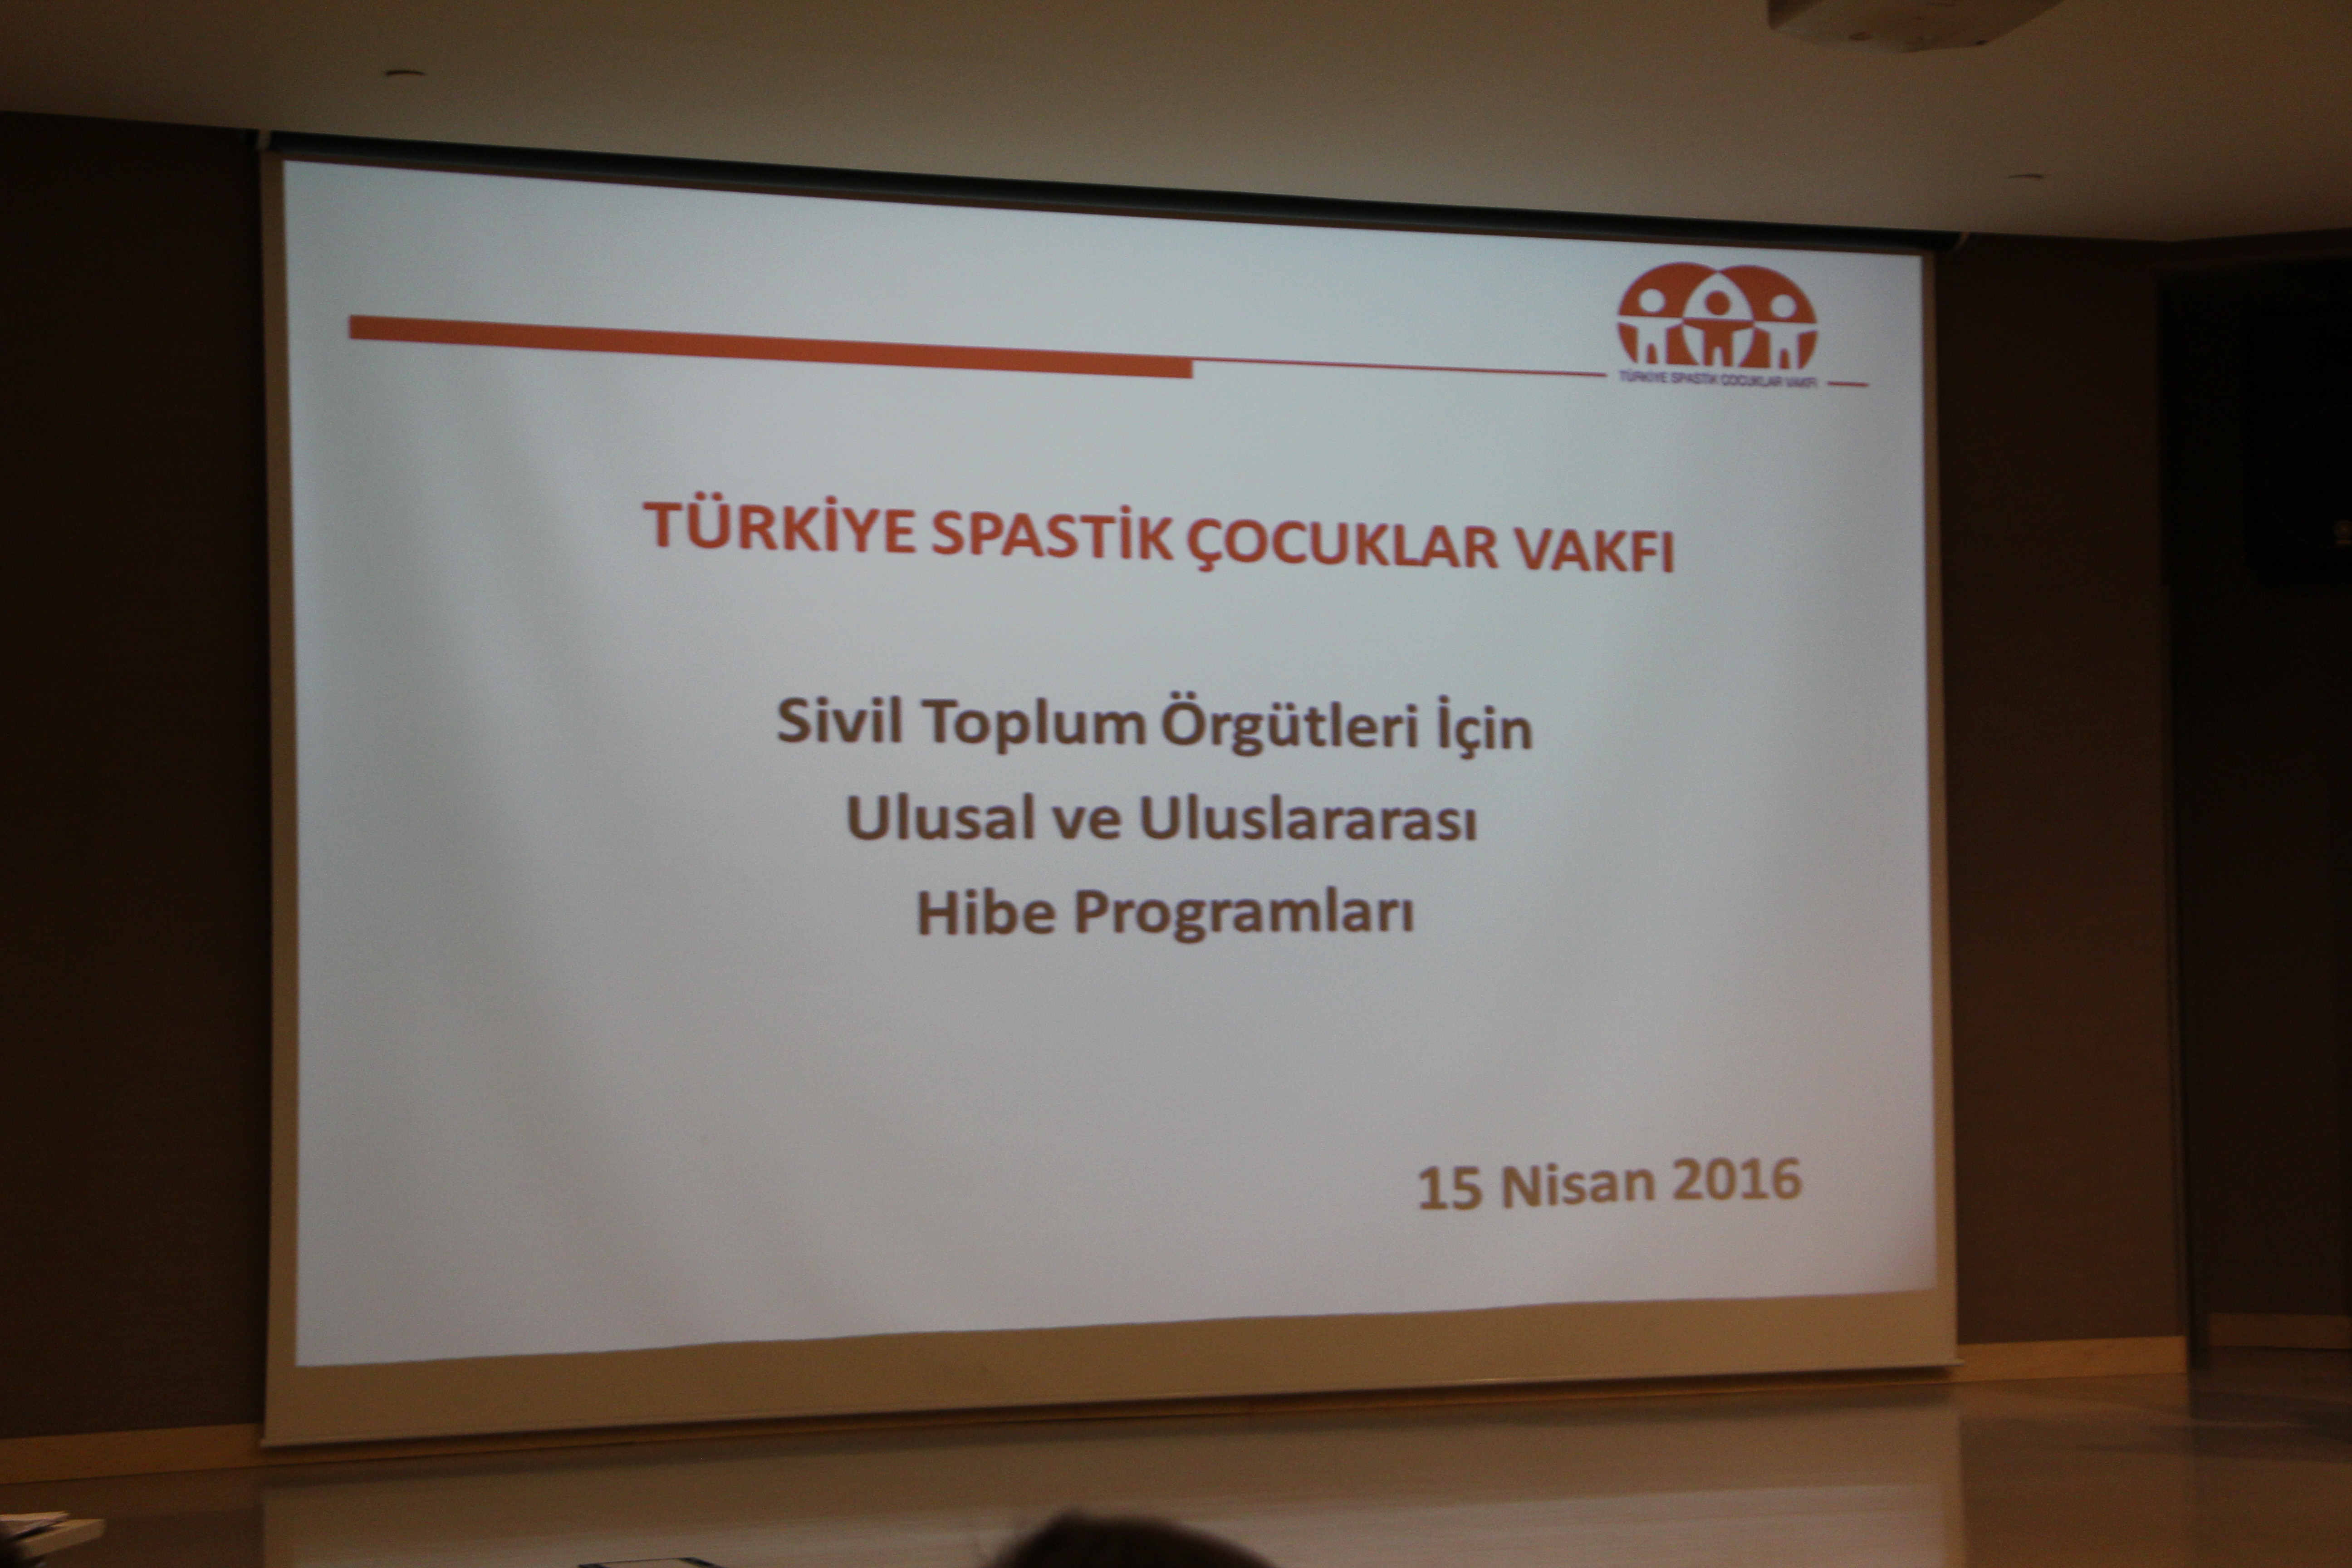 TÜRKİYE SPASTİK ÇOCUKLAR VAKFI
TÜRKİYE SPASTİK ÇOCUKLAR VAKFI
Sivil Toplum Örgütleri İçin
Ulusal ve Uluslararası
Hibe Programları
15 Nisan 2016